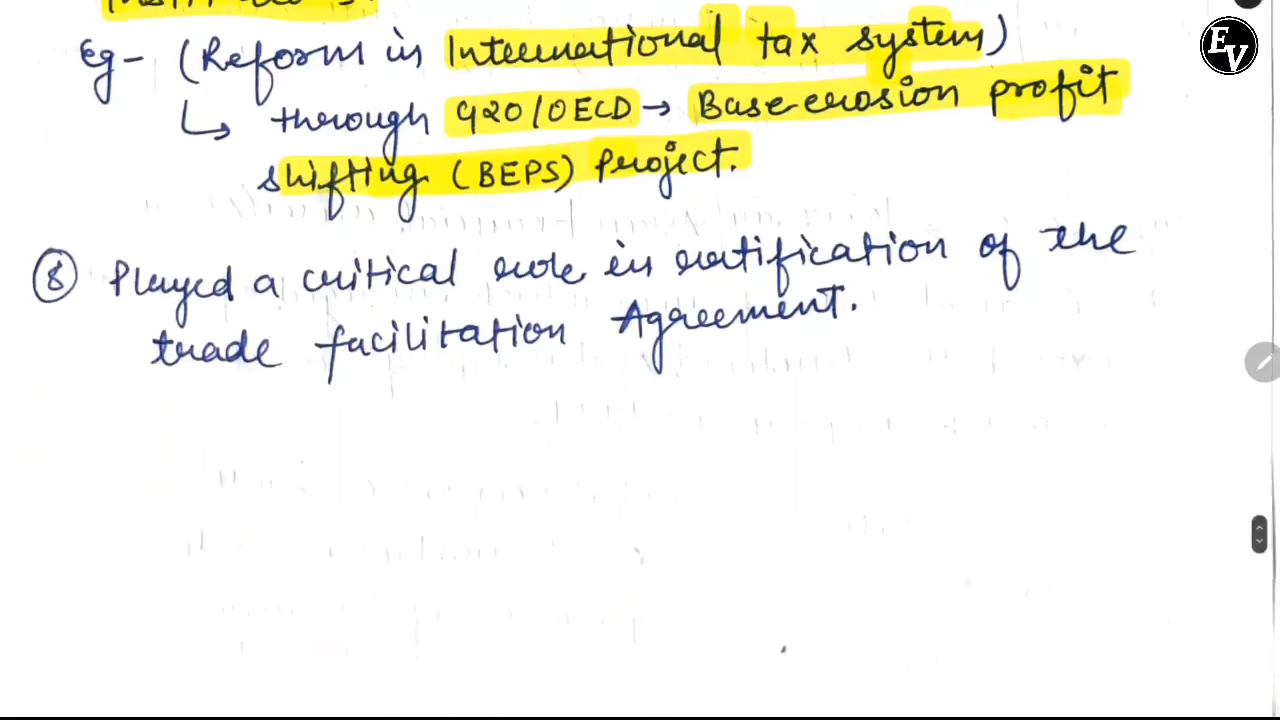 EV
Eg- (Reform in International tax system)
↳ through G20/OECD → Base erosion profit
shifting (BEPS) Project.
⑧ Played a critical role in ratification of the
trade facilitation Agreement.